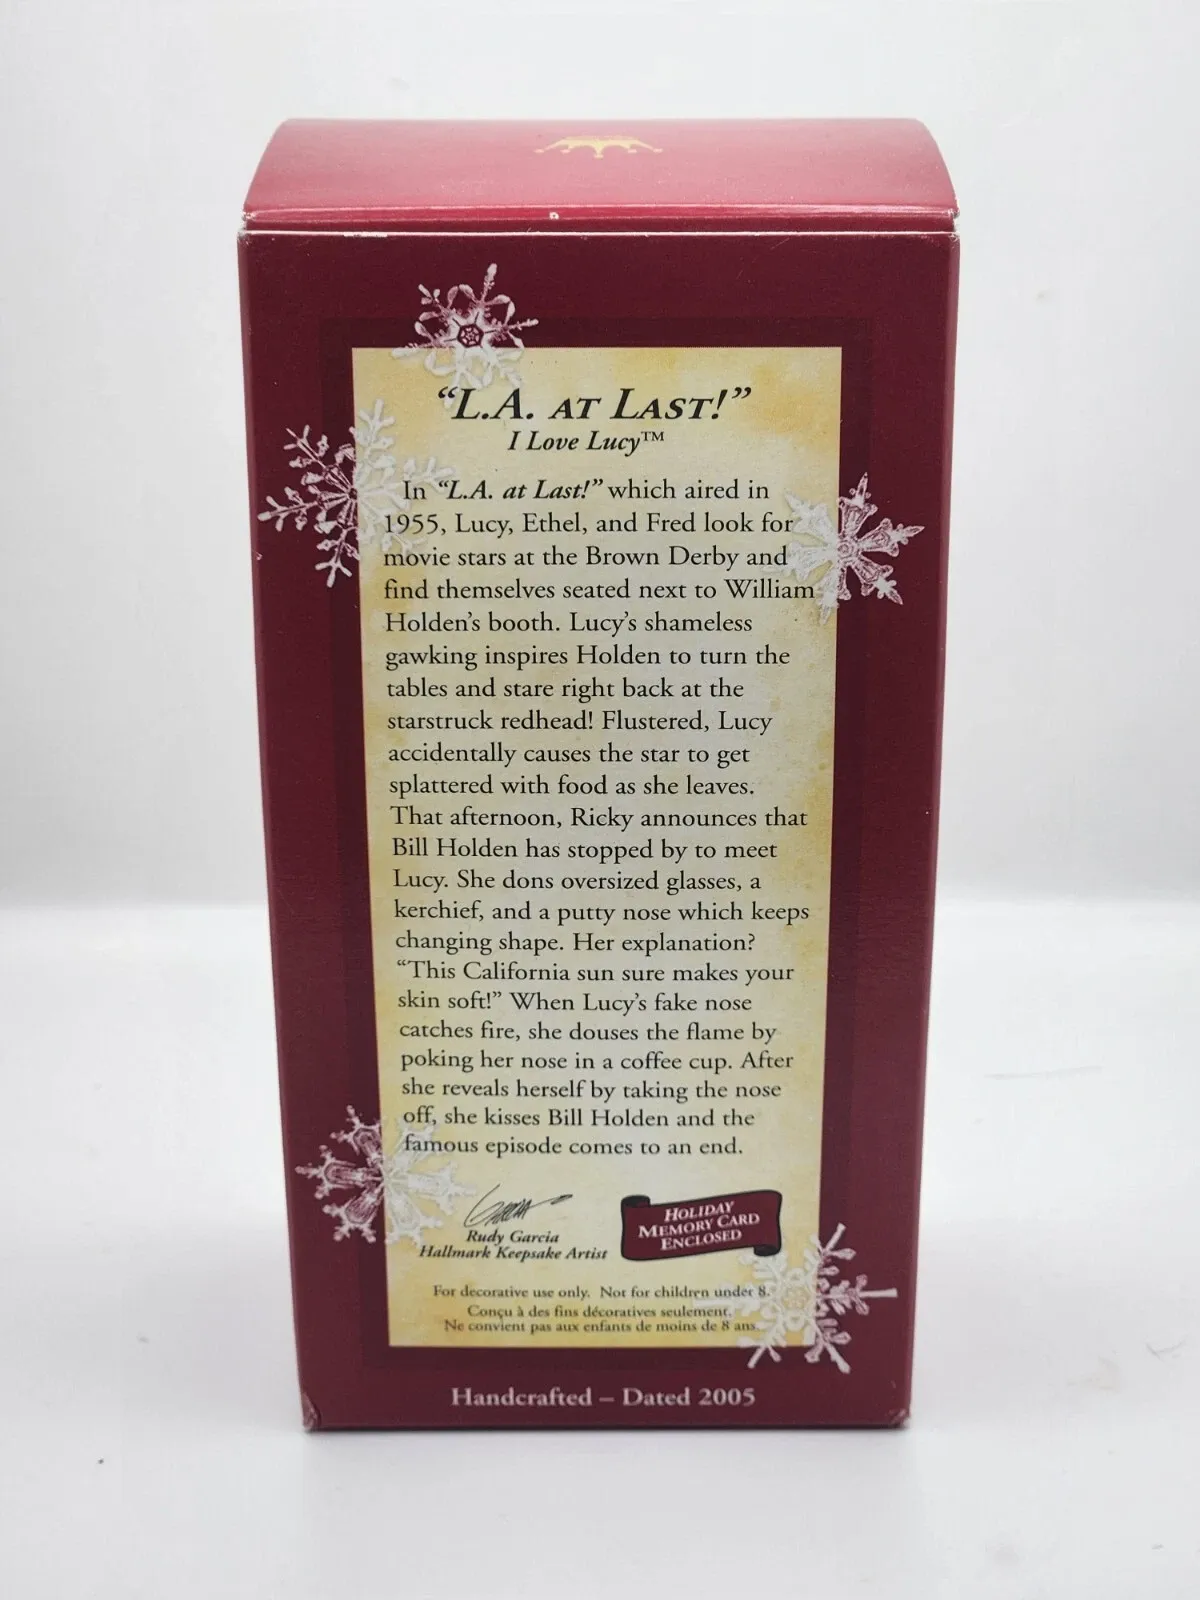 “L.A. AT LAST!”
I Love Lucy™
In “L.A. at Last!” which aired in
1955, Lucy, Ethel, and Fred look for
movie stars at the Brown Derby and
find themselves seated next to William
Holden’s booth. Lucy’s shameless
gawking inspires Holden to turn the
tables and stare right back at the
starstruck redhead! Flustered, Lucy
accidentally causes the star to get
splattered with food as she leaves.
That afternoon, Ricky announces that
Bill Holden has stopped by to meet
Lucy. She dons oversized glasses, a
kerchief, and a putty nose which keeps
changing shape. Her explanation?
“This California sun sure makes your
skin soft!” When Lucy’s fake nose
catches fire, she douses the flame by
poking her nose in a coffee cup. After
she reveals herself by taking the nose
off, she kisses Bill Holden and the
famous episode comes to an end.
Garcia
Rudy Garcia
Hallmark Keepsake Artist
HOLIDAY
MEMORY CARD
ENCLOSED
For decorative use only. Not for children under 8.
Conçu à des fins décoratives seulement.
Ne convient pas aux enfants de moins de 8 ans.
Handcrafted – Dated 2005